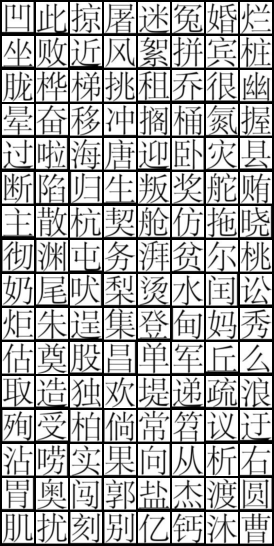 凹此掠屠迷冤婚烂
坐败近风絮拼宾桩
胧桦梯挑租乔很幽
晕奋移冲搁桶氮握
过啦海唐迎卧灾县
断陷归生叛奖舵贿
主散杭契舱仿拖晓
彻渊屯务湃贫尔桃
奶尾吠梨烫水闰讼
炬朱逞集登甸妈秀
估奠股昌单军丘么
取造独欢堤递疏浪
殉受柏倘常笤议迂
沾唠实果向从析右
胃奥闯郭盐杰渡圆
肌扰刻别亿钙沐曹